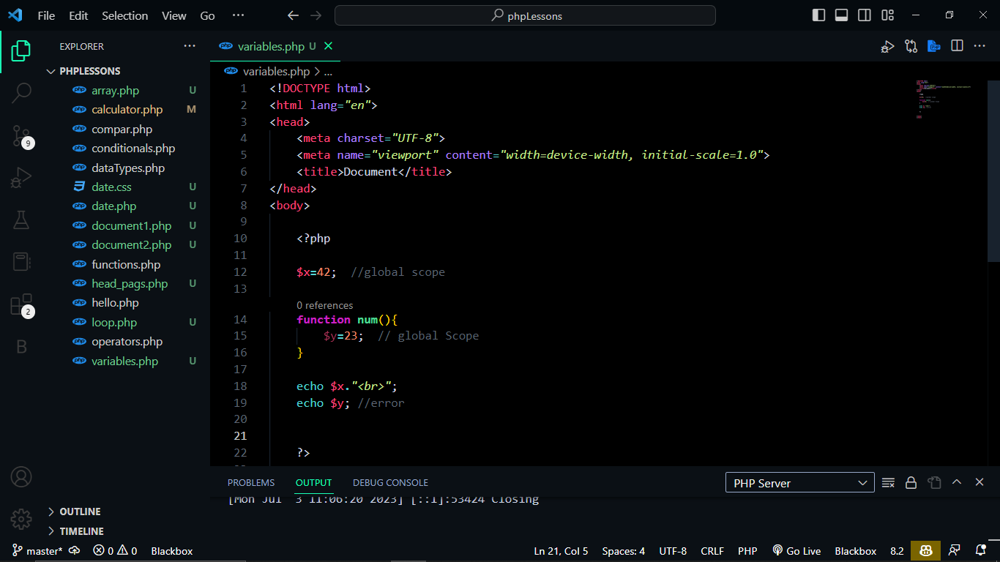 File Edit Selection View Go ··· phpLessons
EXPLORER ···
PHPLESSONS
array.php U
calculator.php M
compar.php
conditionals.php
dataTypes.php
date.css U
date.php U
document1.php U
document2.php U
functions.php
head_pags.php U
hello.php
loop.php U
operators.php
variables.php U
OUTLINE
TIMELINE
9
2
B
php variables.php U
php variables.php > ...
1 <!DOCTYPE html>
2 <html lang="en">
3 <head>
4 <meta charset="UTF-8">
5 <meta name="viewport" content="width=device-width, initial-scale=1.0">
6 <title>Document</title>
7 </head>
8 <body>
9
10 <?php
11
12 $x=42; //global scope
13
0 references
14 function num(){
15 $y=23; // global Scope
16 }
17
18 echo $x."<br>";
19 echo $y; //error
20
21
22 ?>
PROBLEMS OUTPUT DEBUG CONSOLE PHP Server
[Mon Jul 3 11:06:20 2023] [::1]:53424 Closing
master* 0 0 Blackbox Ln 21, Col 5 Spaces: 4 UTF-8 CRLF PHP Go Live Blackbox 8.2